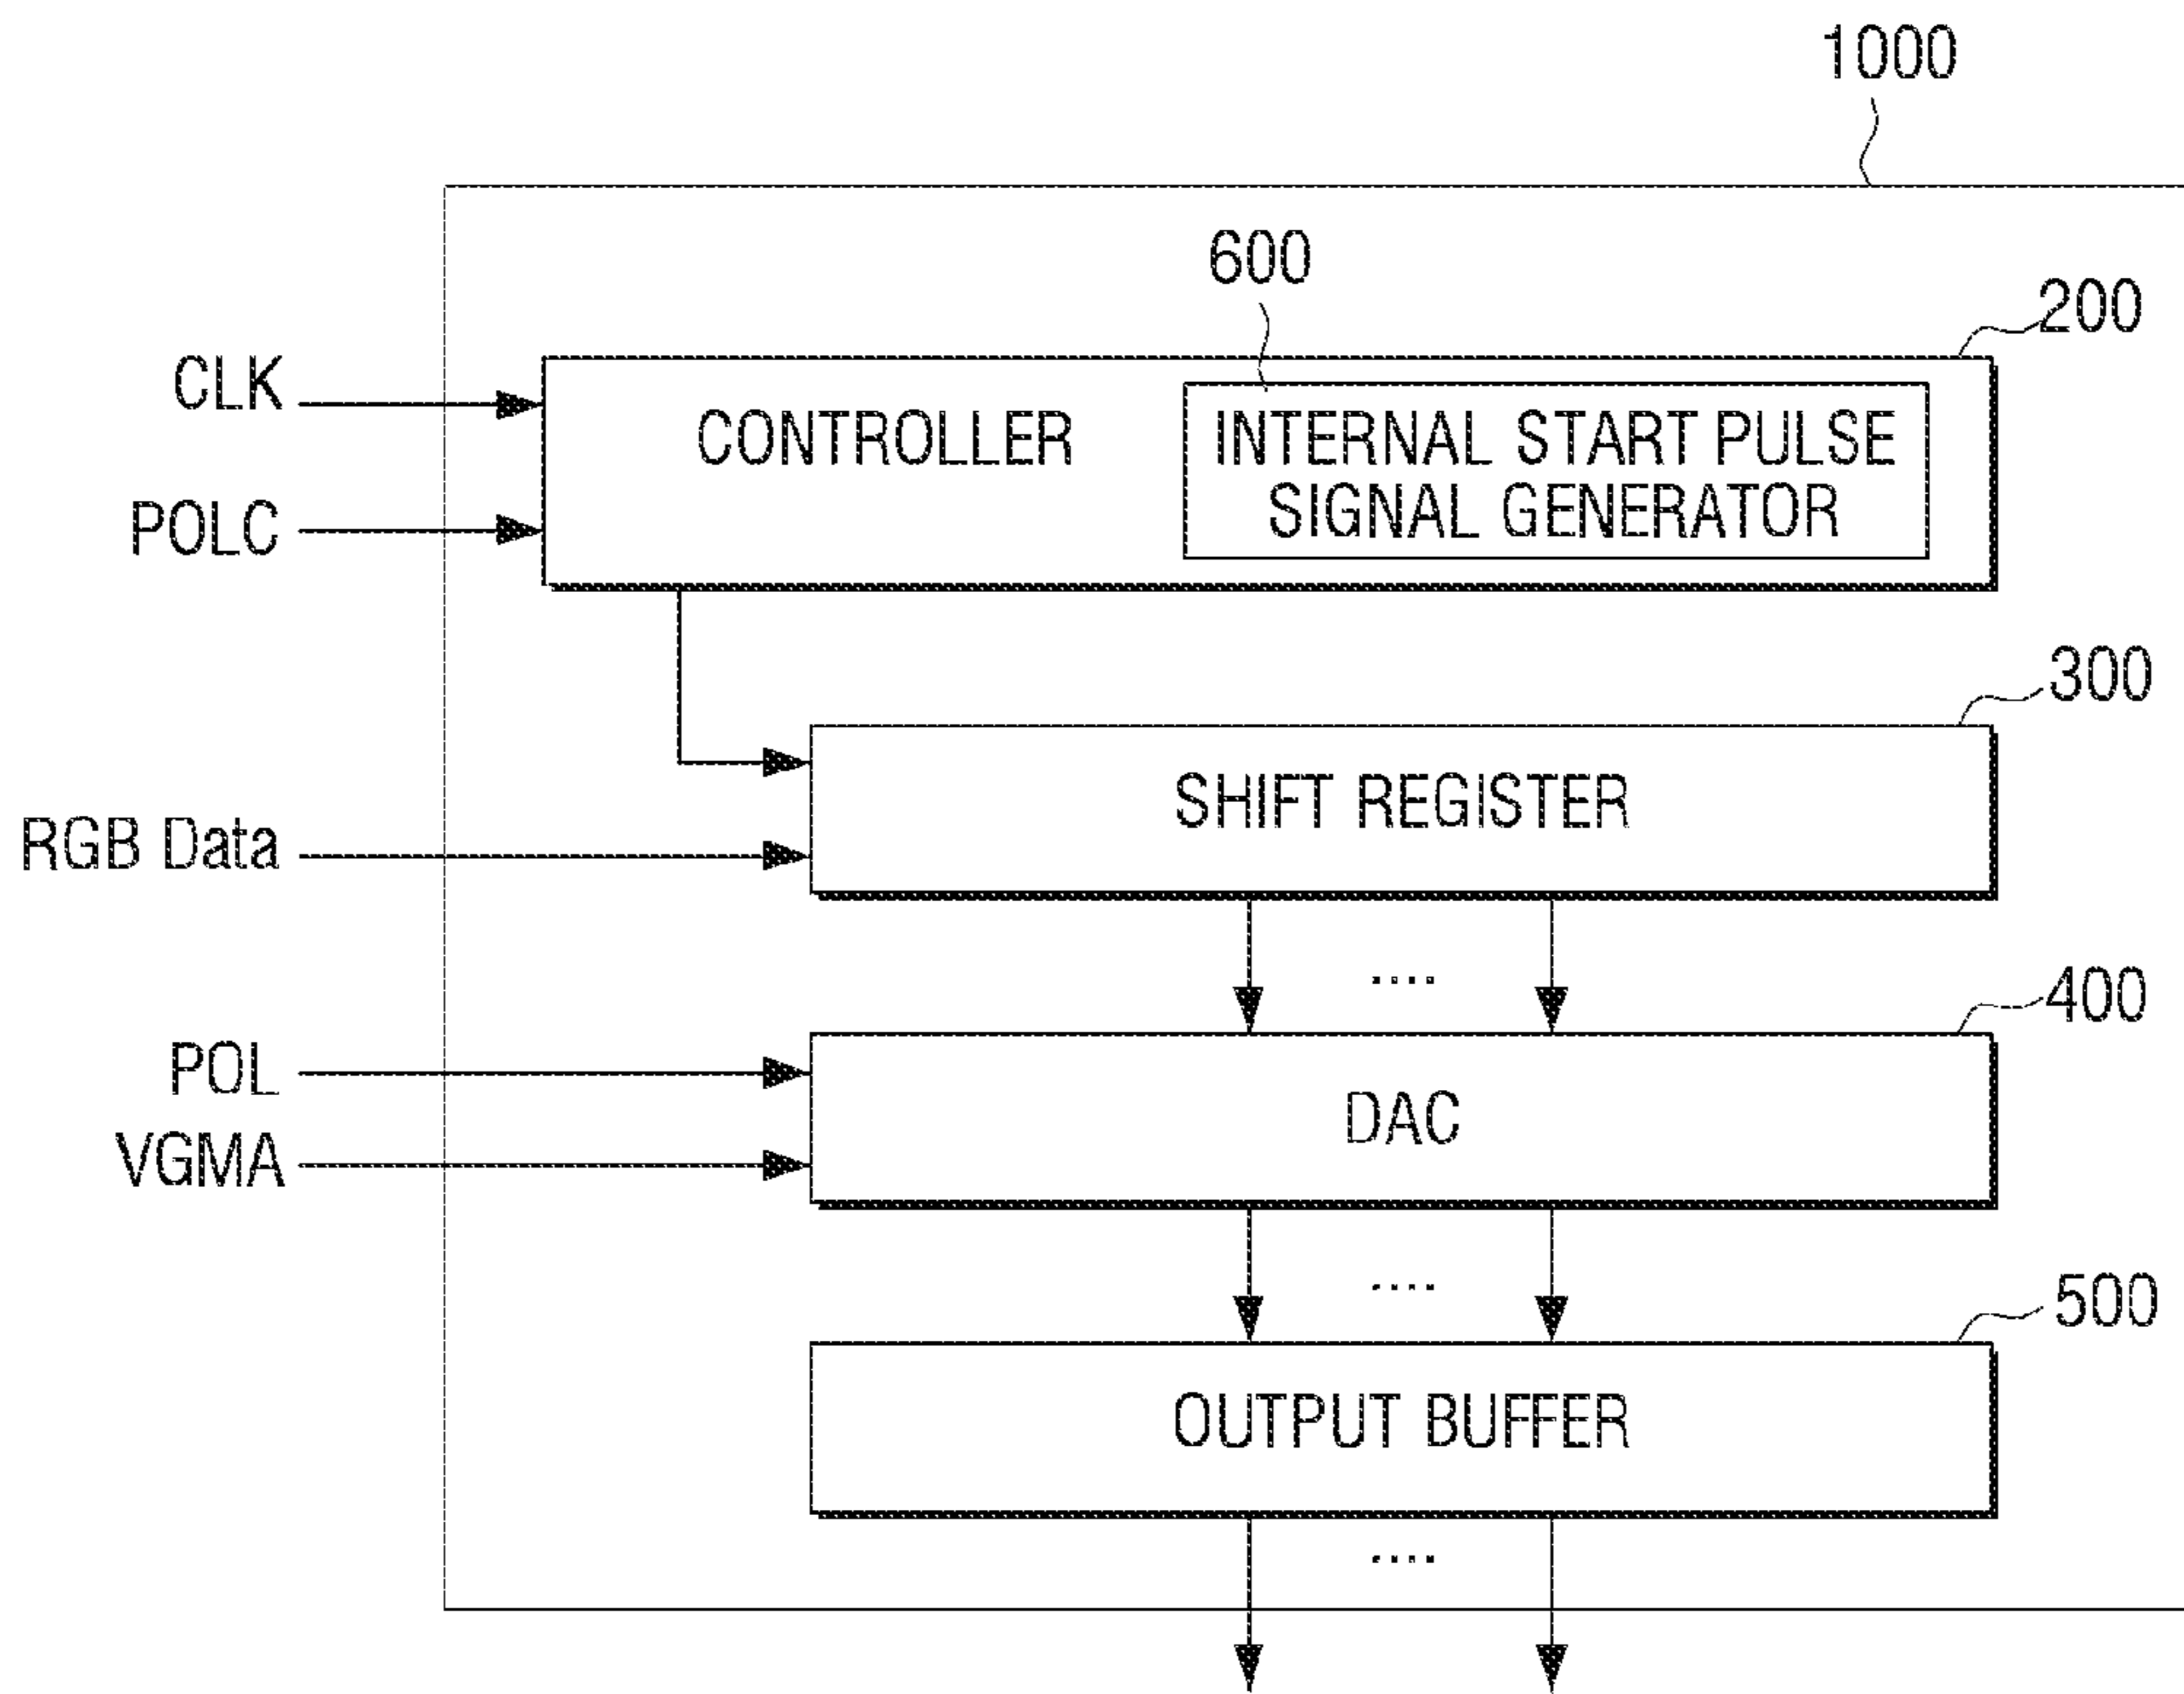 1000
600
200
CLK
CONTROLLER
INTERNAL START PULSE
SIGNAL GENERATOR
POLC
300
SHIFT REGISTER
RGB Data
....
400
POL
DAC
VGMA
....
500
OUTPUT BUFFER
....